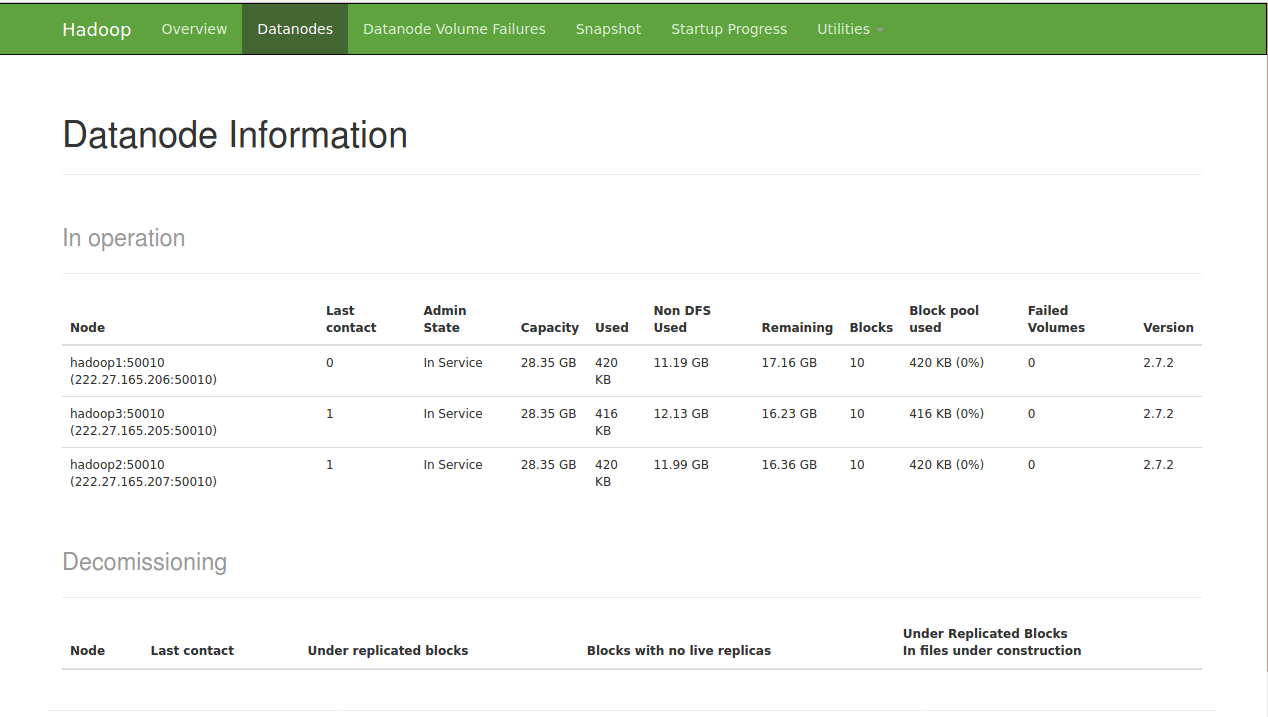 Hadoop Overview Datanodes Datanode Volume Failures Snapshot Startup Progress Utilities
Datanode Information
In operation
Node Last contact Admin State Capacity Used Non DFS Used Remaining Blocks Block pool used Failed Volumes Version
hadoop1:50010 (222.27.165.206:50010) 0 In Service 28.35 GB 420 KB 11.19 GB 17.16 GB 10 420 KB (0%) 0 2.7.2
hadoop3:50010 (222.27.165.205:50010) 1 In Service 28.35 GB 416 KB 12.13 GB 16.23 GB 10 416 KB (0%) 0 2.7.2
hadoop2:50010 (222.27.165.207:50010) 1 In Service 28.35 GB 420 KB 11.99 GB 16.36 GB 10 420 KB (0%) 0 2.7.2
Decomissioning
Node Last contact Under replicated blocks Blocks with no live replicas Under Replicated Blocks In files under construction